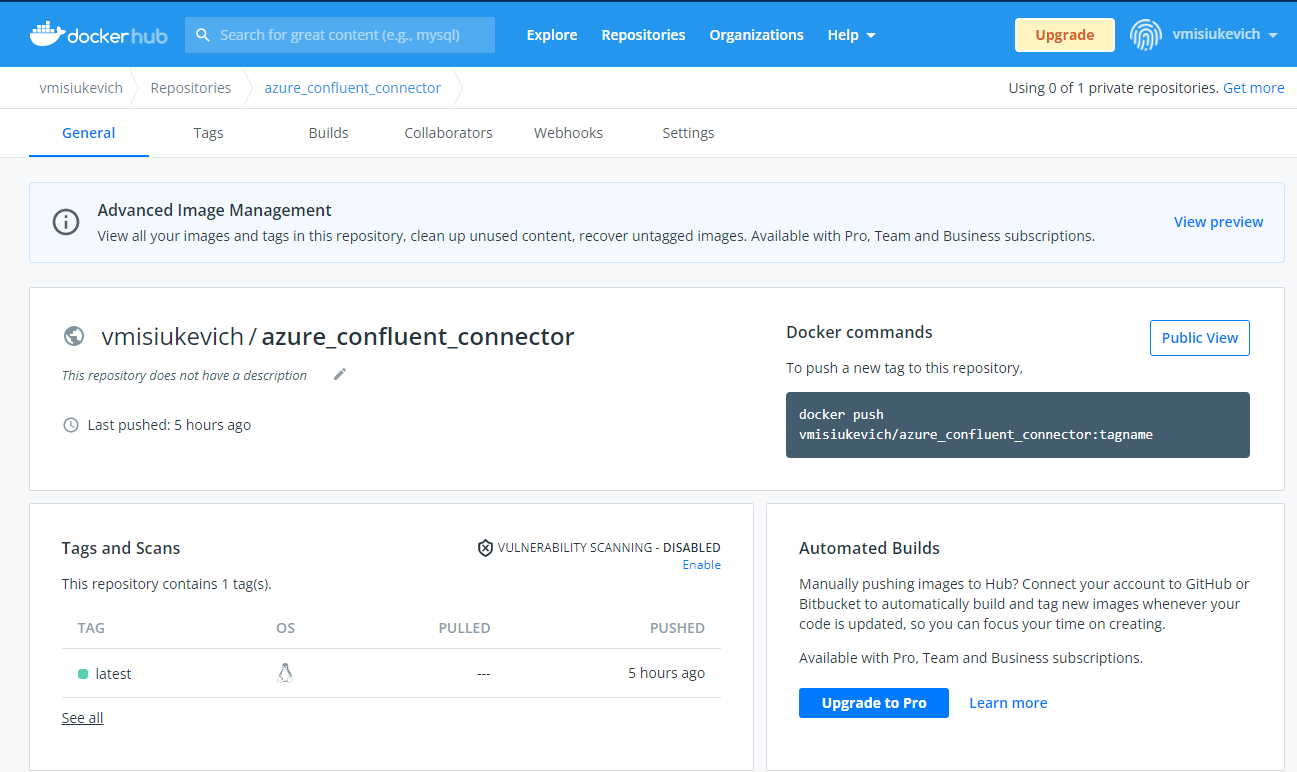 docker hub
Search for great content (e.g., mysql)
Explore
Repositories
Organizations
Help
Upgrade
vmisiukevich
vmisiukevich
Repositories
azure_confluent_connector
Using 0 of 1 private repositories. Get more
General
Tags
Builds
Collaborators
Webhooks
Settings
Advanced Image Management
View all your images and tags in this repository, clean up unused content, recover untagged images. Available with Pro, Team and Business subscriptions.
View preview
vmisiukevich / azure_confluent_connector
This repository does not have a description
Last pushed: 5 hours ago
Docker commands
Public View
To push a new tag to this repository,
docker push
vmisiukevich/azure_confluent_connector:tagname
Tags and Scans
VULNERABILITY SCANNING - DISABLED
Enable
This repository contains 1 tag(s).
TAG OS PULLED PUSHED
latest --- 5 hours ago
See all
Automated Builds
Manually pushing images to Hub? Connect your account to GitHub or
Bitbucket to automatically build and tag new images whenever your
code is updated, so you can focus your time on creating.
Available with Pro, Team and Business subscriptions.
Upgrade to Pro
Learn more